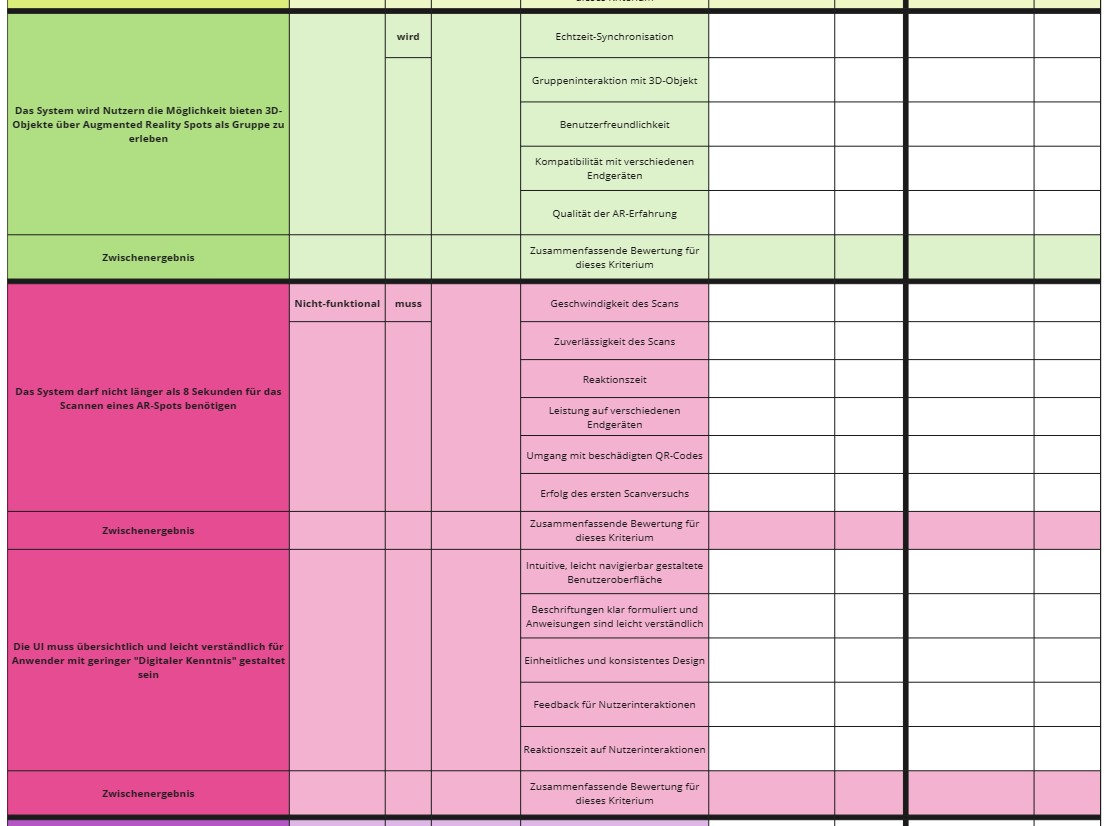 dieses Kriterium
wird
Echtzeit-Synchronisation
Gruppeninteraktion mit 3D-Objekt
Das System wird Nutzern die Möglichkeit bieten 3D-
Objekte über Augmented Reality Spots als Gruppe zu
erleben
Benutzerfreundlichkeit
Kompatibilität mit verschiedenen
Endgeräten
Qualität der AR-Erfahrung
Zwischenergebnis
Zusammenfassende Bewertung für
dieses Kriterium
Nicht-funktional
muss
Geschwindigkeit des Scans
Zuverlässigkeit des Scans
Reaktionszeit
Das System darf nicht länger als 8 Sekunden für das
Scannen eines AR-Spots benötigen
Leistung auf verschiedenen
Endgeräten
Umgang mit beschädigten QR-Codes
Erfolg des ersten Scanversuchs
Zwischenergebnis
Zusammenfassende Bewertung für
dieses Kriterium
Intuitive, leicht navigierbar gestaltete
Benutzeroberfläche
Beschriftungen klar formuliert und
Anweisungen sind leicht verständlich
Die UI muss übersichtlich und leicht verständlich für
Anwender mit geringer "Digitaler Kenntnis" gestaltet
sein
Einheitliches und konsistentes Design
Feedback für Nutzerinteraktionen
Reaktionszeit auf Nutzerinteraktionen
Zwischenergebnis
Zusammenfassende Bewertung für
dieses Kriterium